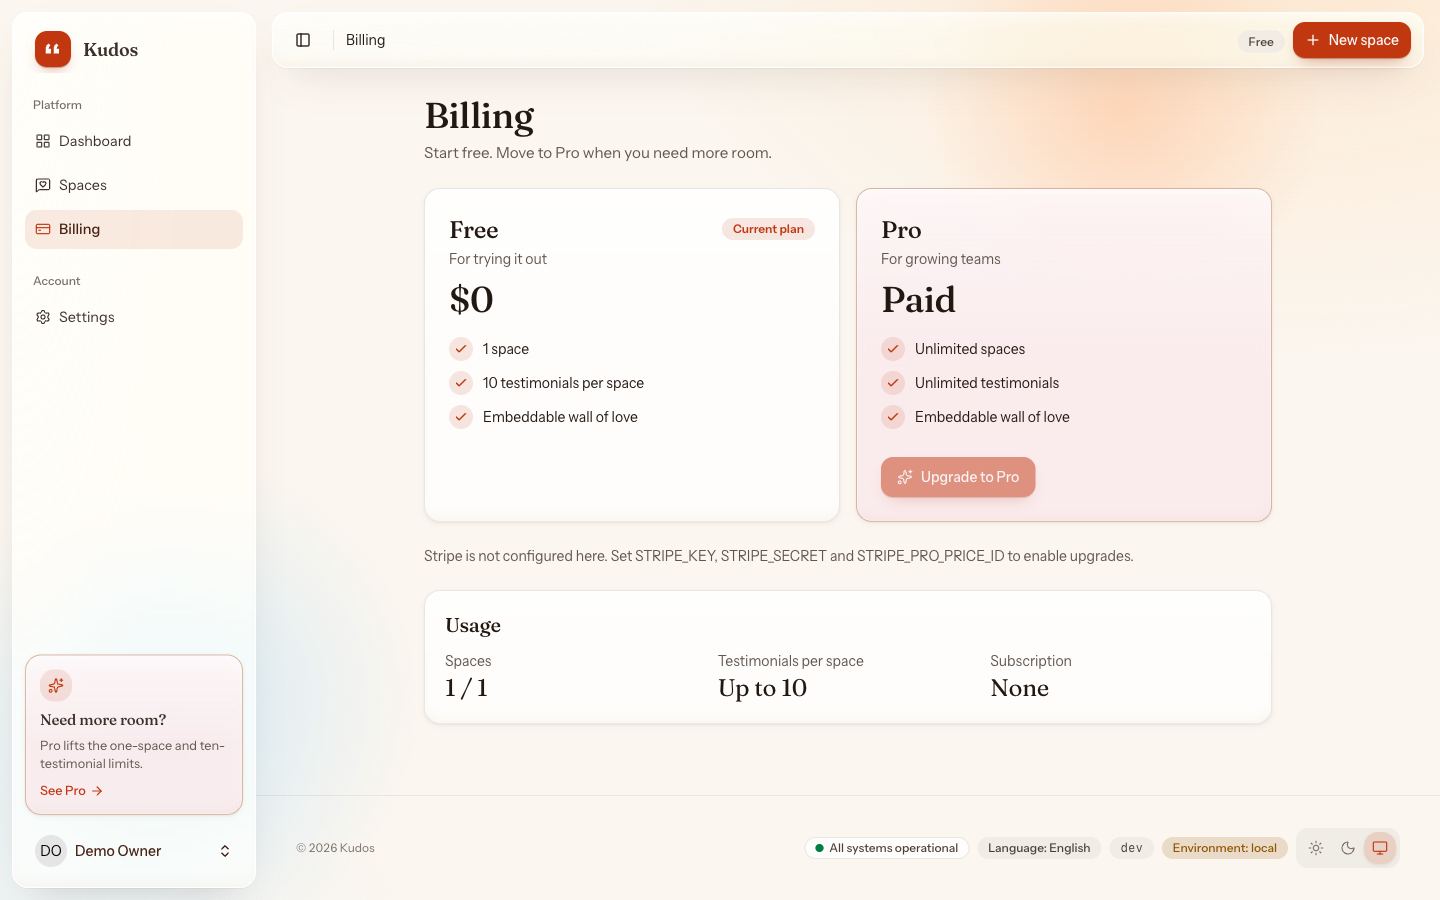 Kudos
Platform
Dashboard
Spaces
Billing
Account
Settings
Need more room?
Pro lifts the one-space and ten-
testimonial limits.
See Pro
DO Demo Owner
Billing
Free
New space
Billing
Start free. Move to Pro when you need more room.
Free
Current plan
For trying it out
$0
1 space
10 testimonials per space
Embeddable wall of love
Pro
For growing teams
Paid
Unlimited spaces
Unlimited testimonials
Embeddable wall of love
Upgrade to Pro
Stripe is not configured here. Set STRIPE_KEY, STRIPE_SECRET and STRIPE_PRO_PRICE_ID to enable upgrades.
Usage
Spaces
1 / 1
Testimonials per space
Up to 10
Subscription
None
© 2026 Kudos
All systems operational
Language: English
dev
Environment: local